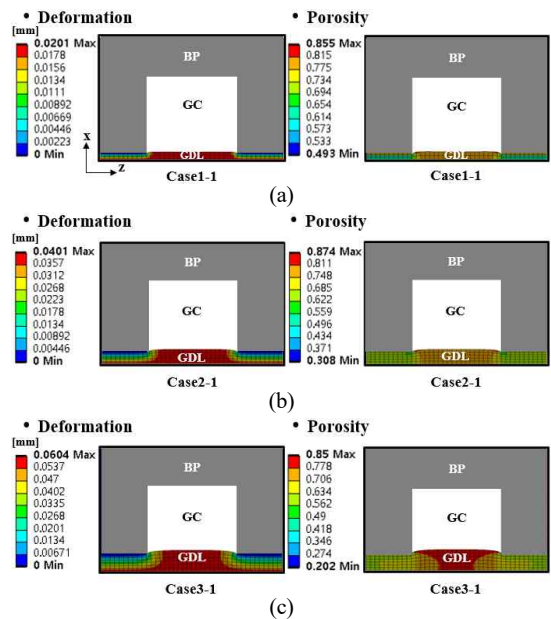 • Deformation
[mm]
0.0201 Max
0.0178
0.0156
0.0134
0.0111
0.00892
0.00669
0.00446
0.00223
0 Min
x
z
BP
GC
GDL
Case1-1
• Porosity
0.855 Max
0.815
0.775
0.734
0.694
0.654
0.614
0.573
0.533
0.493 Min
BP
GC
GDL
Case1-1
(a)
• Deformation
[mm]
0.0401 Max
0.0357
0.0312
0.0268
0.0223
0.0178
0.0134
0.00892
0.00446
0 Min
BP
GC
GDL
Case2-1
• Porosity
0.874 Max
0.811
0.748
0.685
0.622
0.559
0.496
0.434
0.371
0.308 Min
BP
GC
GDL
Case2-1
(b)
• Deformation
[mm]
0.0604 Max
0.0537
0.047
0.0402
0.0335
0.0268
0.0201
0.0134
0.00671
0 Min
BP
GC
GDL
Case3-1
• Porosity
0.85 Max
0.778
0.706
0.634
0.562
0.49
0.418
0.346
0.274
0.202 Min
BP
GC
GDL
Case3-1
(c)